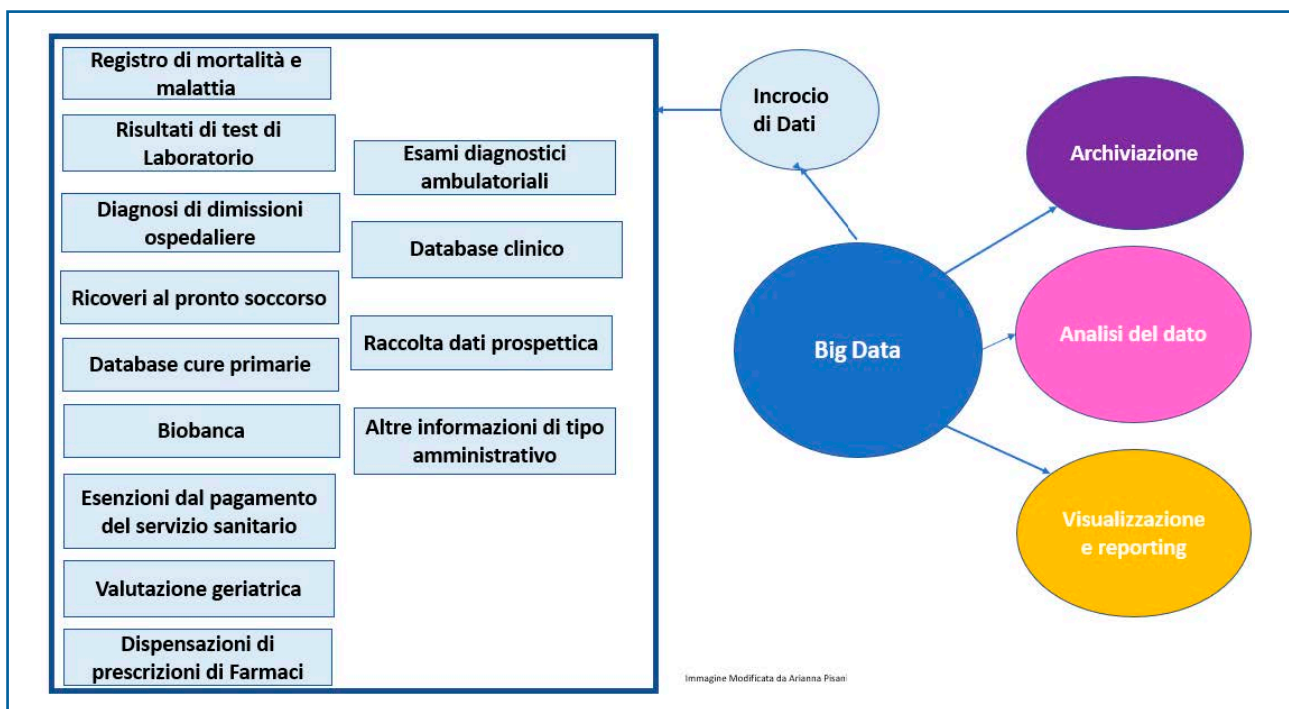 Registro di mortalità e
malattia
Risultati di test di
Laboratorio
Diagnosi di dimissioni
ospedaliere
Ricoveri al pronto soccorso
Database cure primarie
Biobanca
Esenzioni dal pagamento
del servizio sanitario
Valutazione geriatrica
Dispensazioni di
prescrizioni di Farmaci
Esami diagnostici
ambulatoriali
Database clinico
Raccolta dati prospettica
Altre informazioni di tipo
amministrativo
Incrocio
di Dati
Big Data
Archiviazione
Analisi del dato
Visualizzazione
e reporting
Immagine Modificata da Arianna Pisani